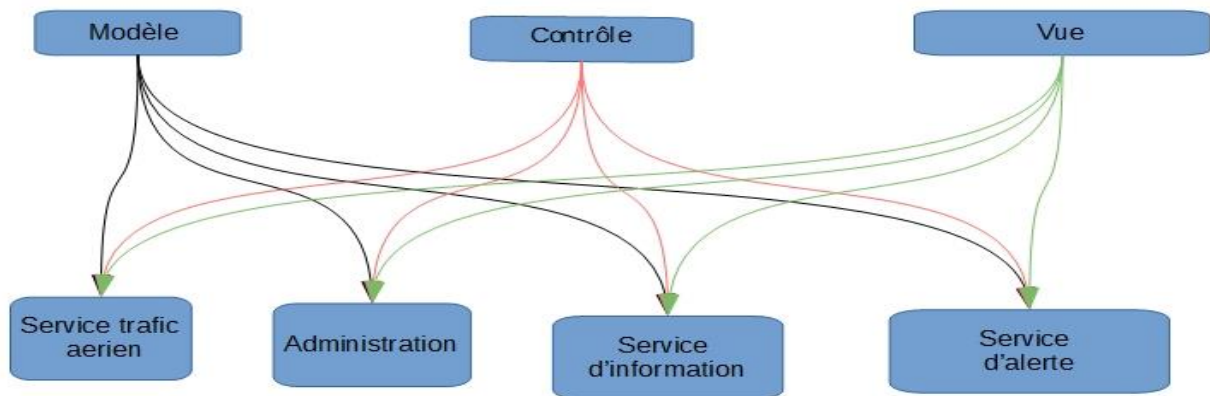 Modèle
Contrôle
Vue
Service trafic
aerien
Administration
Service
d'information
Service
d'alerte